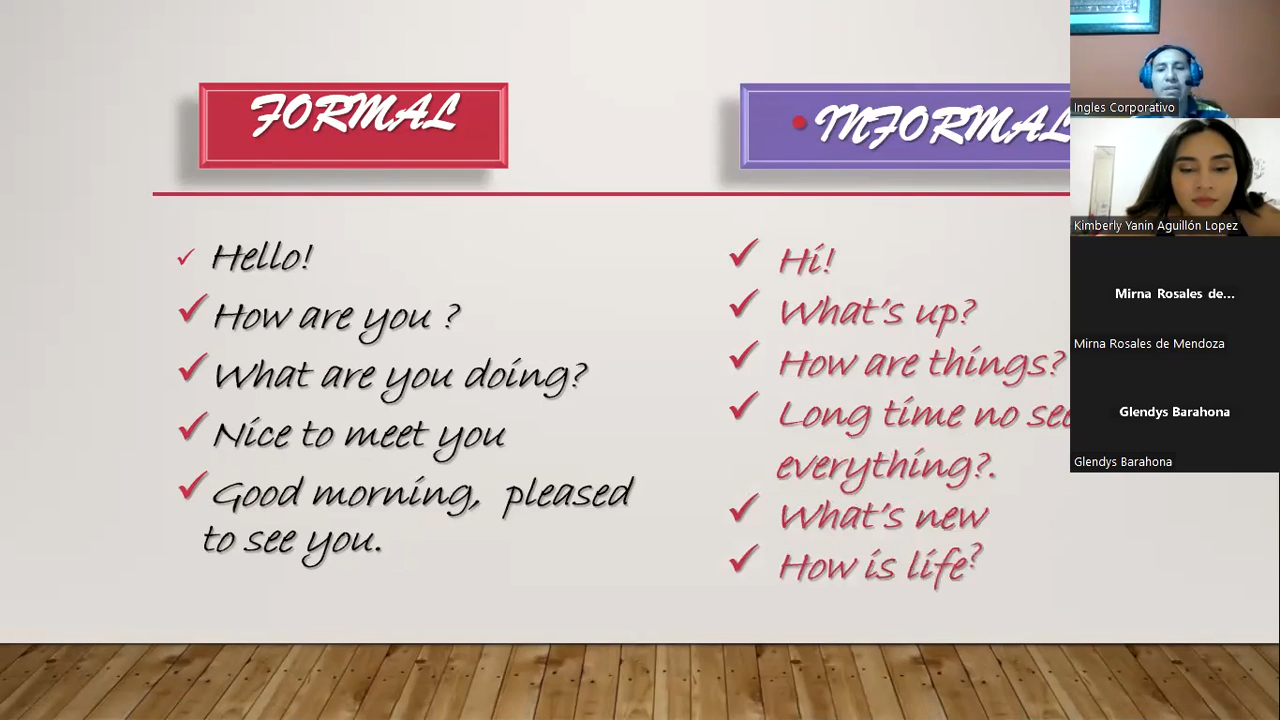 FORMAL
Hello!
How are you ?
What are you doing?
Nice to meet you
Good morning, pleased
to see you.
• INFORMAL
Hi!
What's up?
How are things?
Long time no see
everything?.
What's new
How is life?
Ingles Corporativo
Kimberly Yanin Aguillón Lopez
Mirna Rosales de...
Mirna Rosales de Mendoza
Glendys Barahona
Glendys Barahona